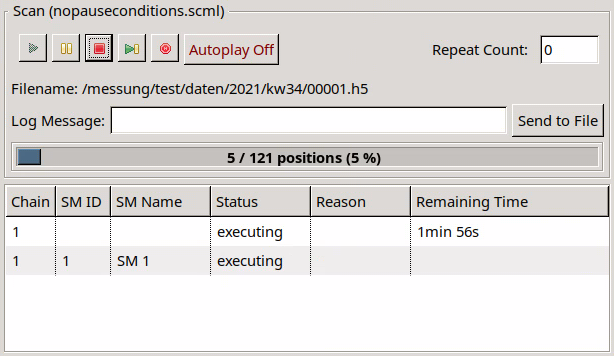 Scan (nopauseconditions.scml)
Autoplay Off
Repeat Count: 0
Filename: /messung/test/daten/2021/kw34/00001.h5
Log Message: Send to File
5 / 121 positions (5 %)
Chain SM ID SM Name Status Reason Remaining Time
1 executing 1min 56s
1 1 SM 1 executing